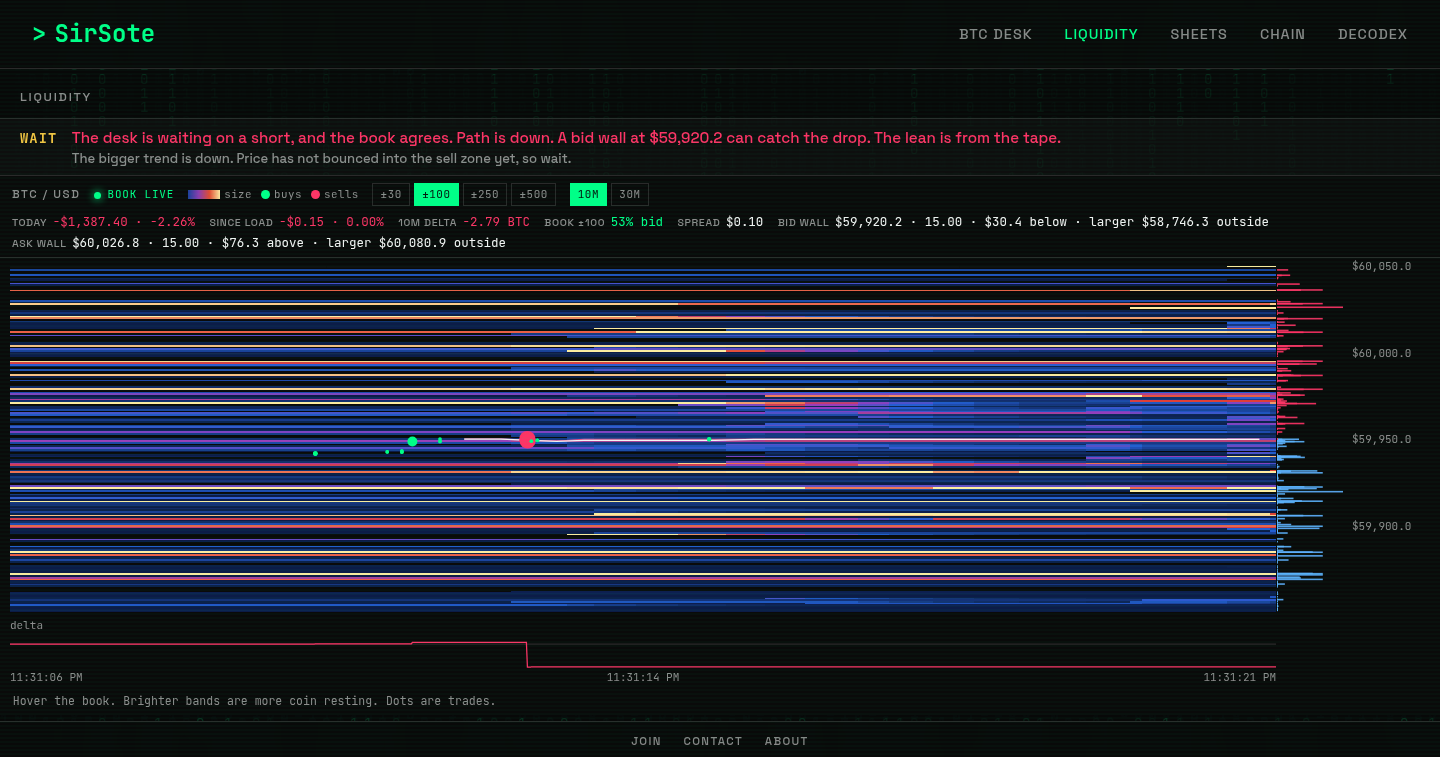 > SirSote
BTC DESK LIQUIDITY SHEETS CHAIN DECODEX
LIQUIDITY
WAIT The desk is waiting on a short, and the book agrees. Path is down. A bid wall at $59,920.2 can catch the drop. The lean is from the tape.
The bigger trend is down. Price has not bounced into the sell zone yet, so wait.
BTC / USD BOOK LIVE size buys sells ±30 ±100 ±250 ±500 10M 30M
TODAY -$1,387.40 · -2.26% SINCE LOAD -$0.15 · 0.00% 10M DELTA -2.79 BTC BOOK ±100 53% bid SPREAD $0.10 BID WALL $59,920.2 · 15.00 · $30.4 below · larger $58,746.3 outside
ASK WALL $60,026.8 · 15.00 · $76.3 above · larger $60,080.9 outside
$60,050.0
$60,000.0
$59,950.0
$59,900.0
delta
11:31:06 PM 11:31:14 PM 11:31:21 PM
Hover the book. Brighter bands are more coin resting. Dots are trades.
JOIN CONTACT ABOUT